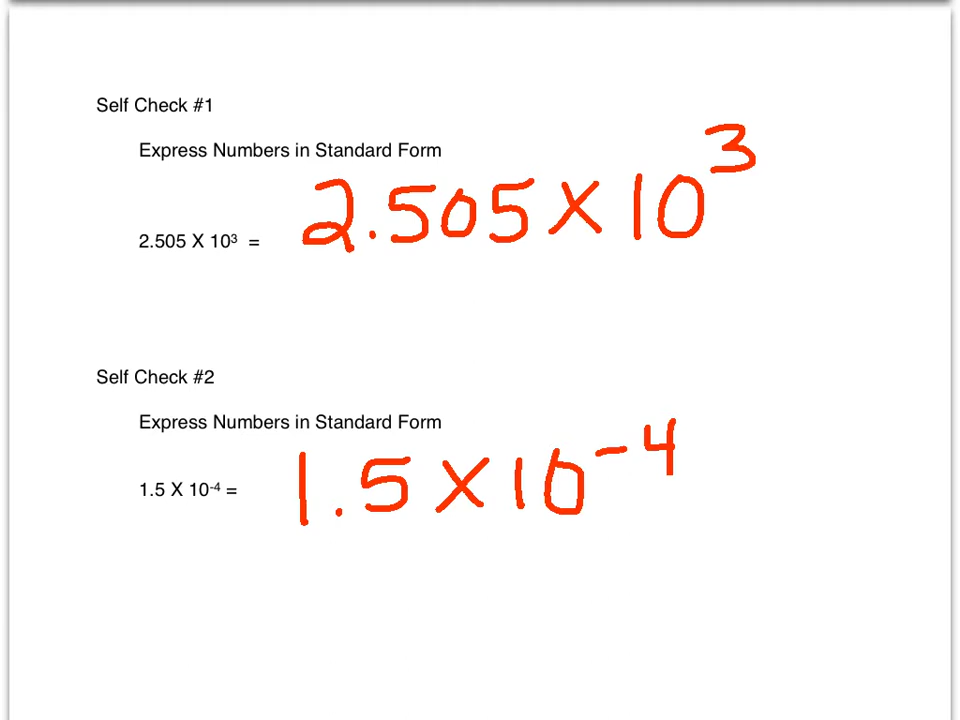 Self Check #1
Express Numbers in Standard Form
2.505 X 10³ = 2.505 X 10³
Self Check #2
Express Numbers in Standard Form
1.5 X 10⁻⁴ = 1.5 X 10⁻⁴